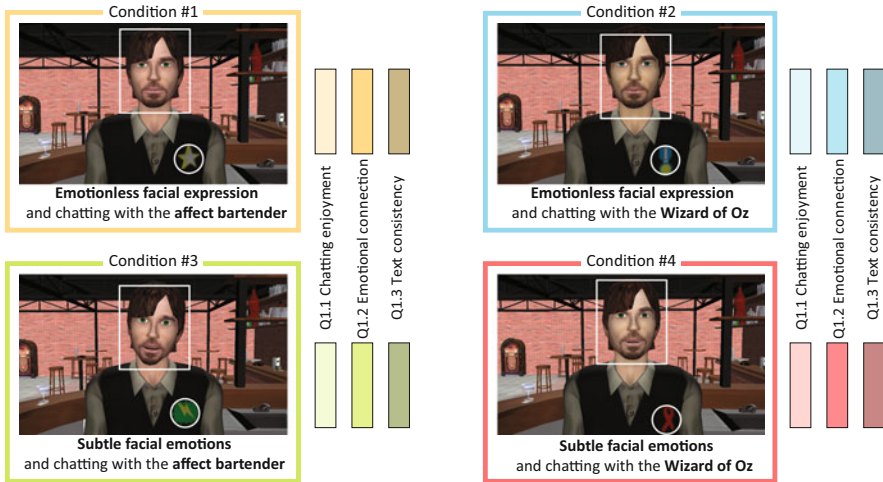 Condition #1
Emotionless facial expression
and chatting with the affect bartender
Condition #2
Emotionless facial expression
and chatting with the Wizard of Oz
Q1.1 Chatting enjoyment
Q1.2 Emotional connection
Q1.3 Text consistency
Q1.1 Chatting enjoyment
Q1.2 Emotional connection
Q1.3 Text consistency
Condition #3
Subtle facial emotions
and chatting with the affect bartender
Condition #4
Subtle facial emotions
and chatting with the Wizard of Oz